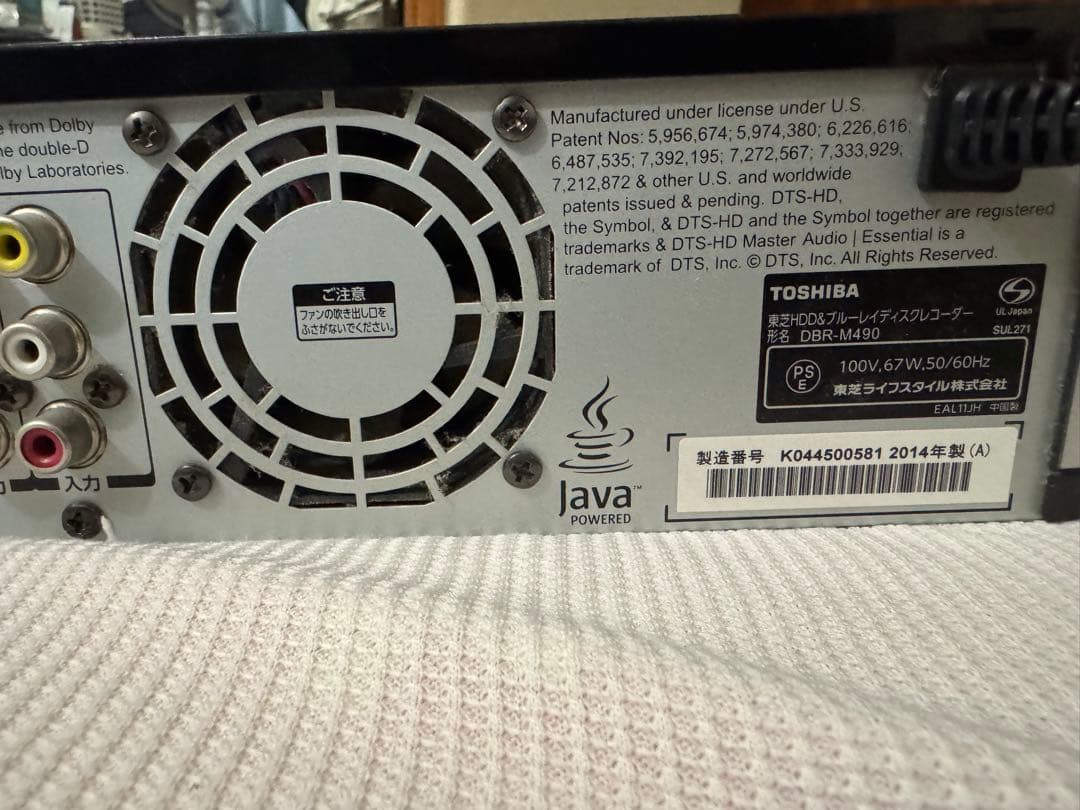 e from Dolby
he double-D
lby Laboratories.
入力
ご注意
ファンの吹き出し口を
ふさがないでください。
Manufactured under license under U.S.
Patent Nos: 5,956,674; 5,974,380; 6,226,616;
6,487,535; 7,392,195; 7,272,567; 7,333,929;
7,212,872 & other U.S. and worldwide
patents issued & pending. DTS-HD,
the Symbol, & DTS-HD and the Symbol together are registered
trademarks & DTS-HD Master Audio | Essential is a
trademark of DTS, Inc. © DTS, Inc. All Rights Reserved.
Java™
POWERED
TOSHIBA
東芝HDD&ブルーレイディスクレコーダー
形名 DBR-M490
UL Japan
SUL271
PS
E
100V,67W,50/60Hz
東芝ライフスタイル株式会社
EAL11JH 中国製
製造番号 K044500581 2014年製(A)